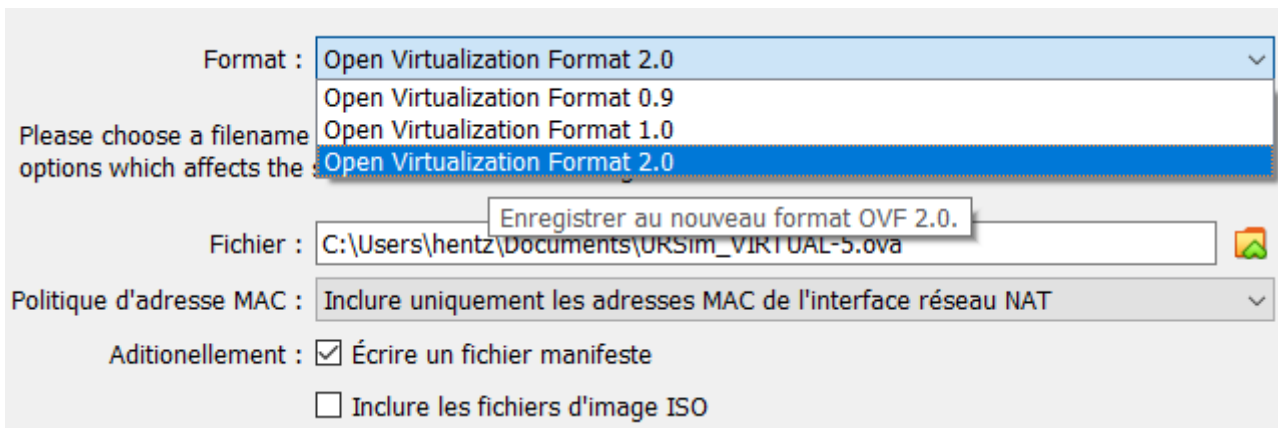 Format : Open Virtualization Format 2.0
Open Virtualization Format 0.9
Please choose a filename Open Virtualization Format 1.0
options which affects the Open Virtualization Format 2.0
Enregistrer au nouveau format OVF 2.0.
Fichier : C:\Users\hentz\Documents\URSim_VIRTUAL-5.ova
Politique d'adresse MAC : Inclure uniquement les adresses MAC de l'interface réseau NAT
Aditionellement : Écrire un fichier manifeste
Inclure les fichiers d'image ISO